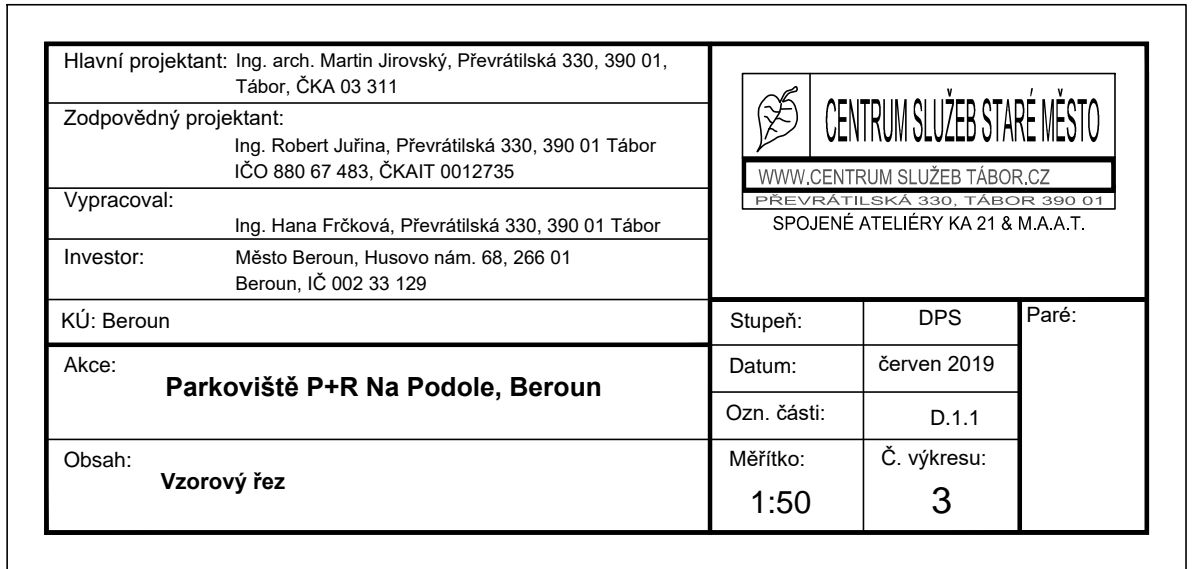 Hlavní projektant: Ing. arch. Martin Jirovský, Převrátilská 330, 390 01,
Tábor, ČKA 03 311
Zodpovědný projektant:
Ing. Robert Juřina, Převrátilská 330, 390 01 Tábor
IČO 880 67 483, ČKAIT 0012735
Vypracoval:
Ing. Hana Frčková, Převrátilská 330, 390 01 Tábor
Investor: Město Beroun, Husovo nám. 68, 266 01
Beroun, IČ 002 33 129
KÚ: Beroun
Akce:
Parkoviště P+R Na Podole, Beroun
Obsah:
Vzorový řez
CENTRUM SLUŽEB STARÉ MĚSTO
WWW.CENTRUM SLUŽEB TÁBOR.CZ
PŘEVRÁTILSKÁ 330, TÁBOR 390 01
SPOJENÉ ATELIÉRY KA 21 & M.A.A.T.
Stupeň: DPS
Paré:
Datum: červen 2019
Ozn. části: D.1.1
Měřítko: Č. výkresu:
1:50 3